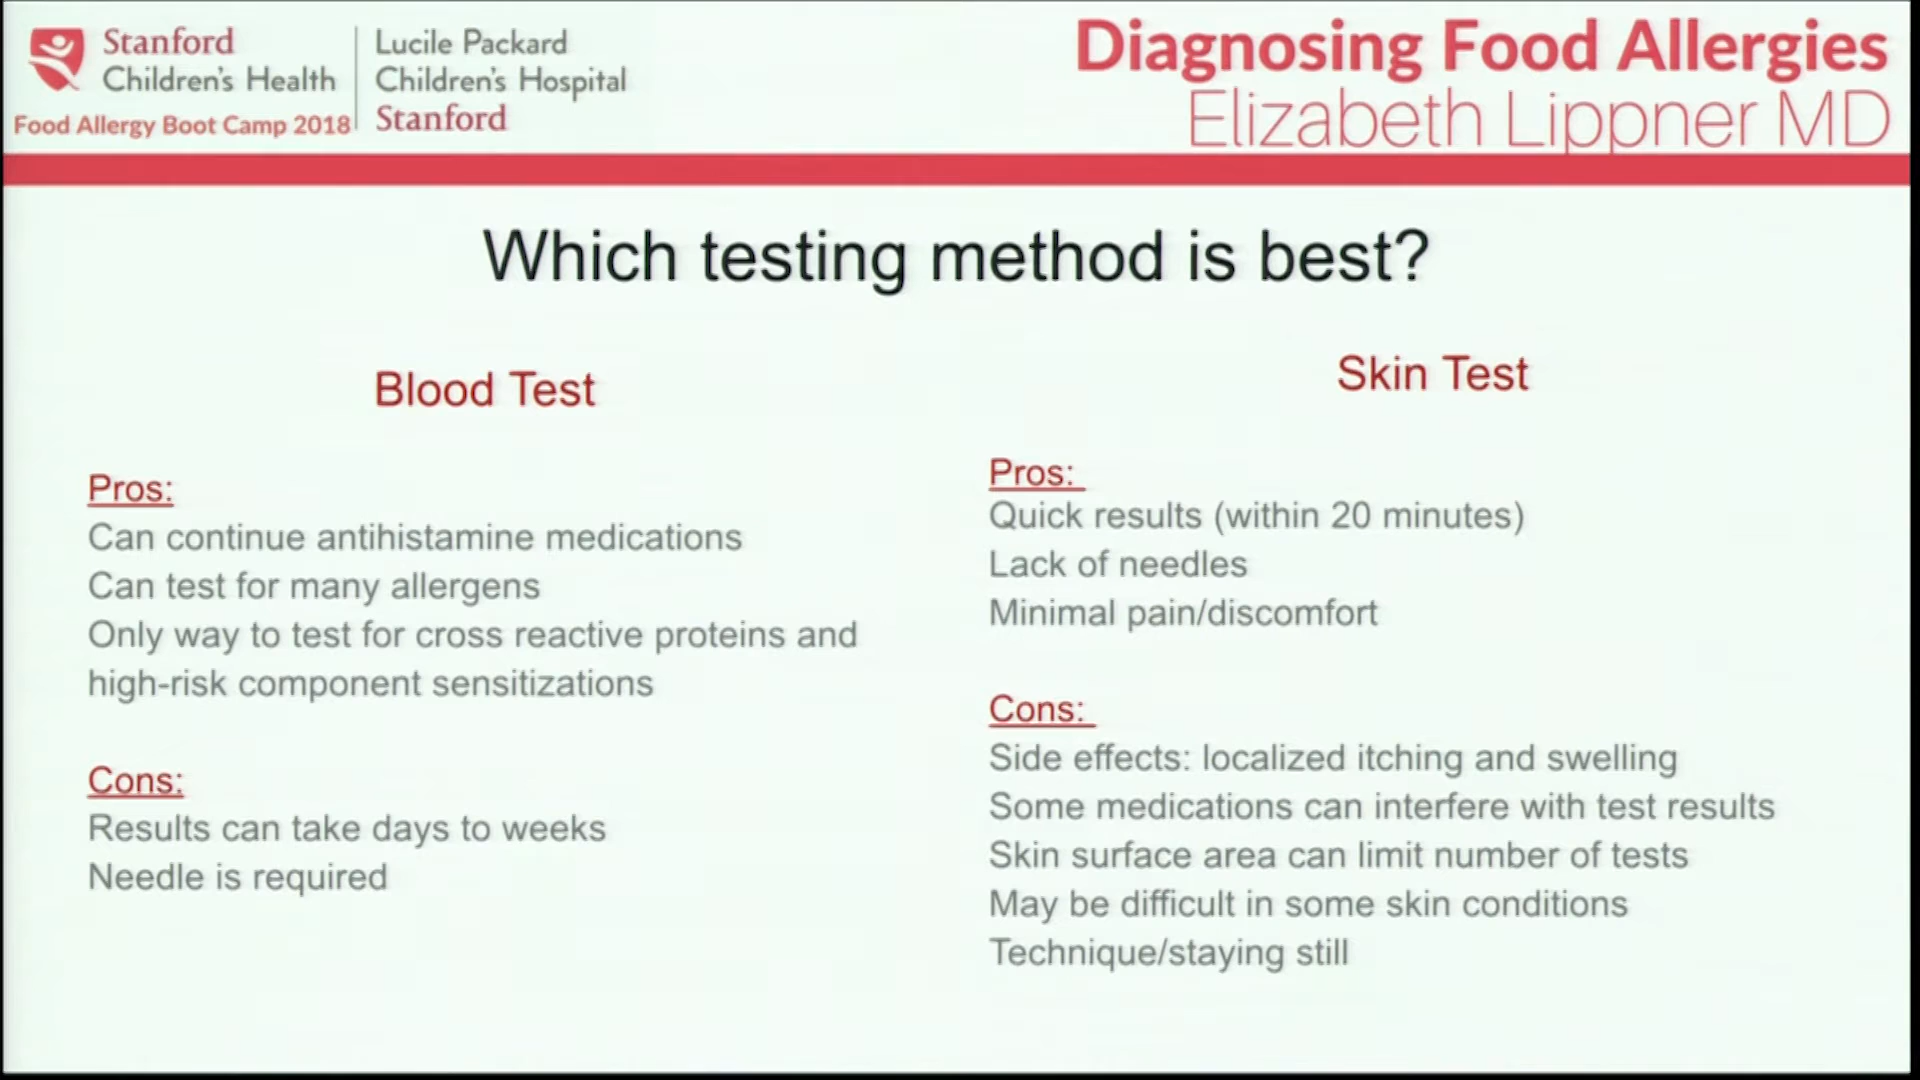 Stanford
Children's Health
Food Allergy Boot Camp 2018
Lucile Packard
Children's Hospital
Stanford
Diagnosing Food Allergies
Elizabeth Lippner MD
Which testing method is best?
Blood Test
Pros:
Can continue antihistamine medications
Can test for many allergens
Only way to test for cross reactive proteins and
high-risk component sensitizations
Cons:
Results can take days to weeks
Needle is required
Skin Test
Pros:
Quick results (within 20 minutes)
Lack of needles
Minimal pain/discomfort
Cons:
Side effects: localized itching and swelling
Some medications can interfere with test results
Skin surface area can limit number of tests
May be difficult in some skin conditions
Technique/staying still